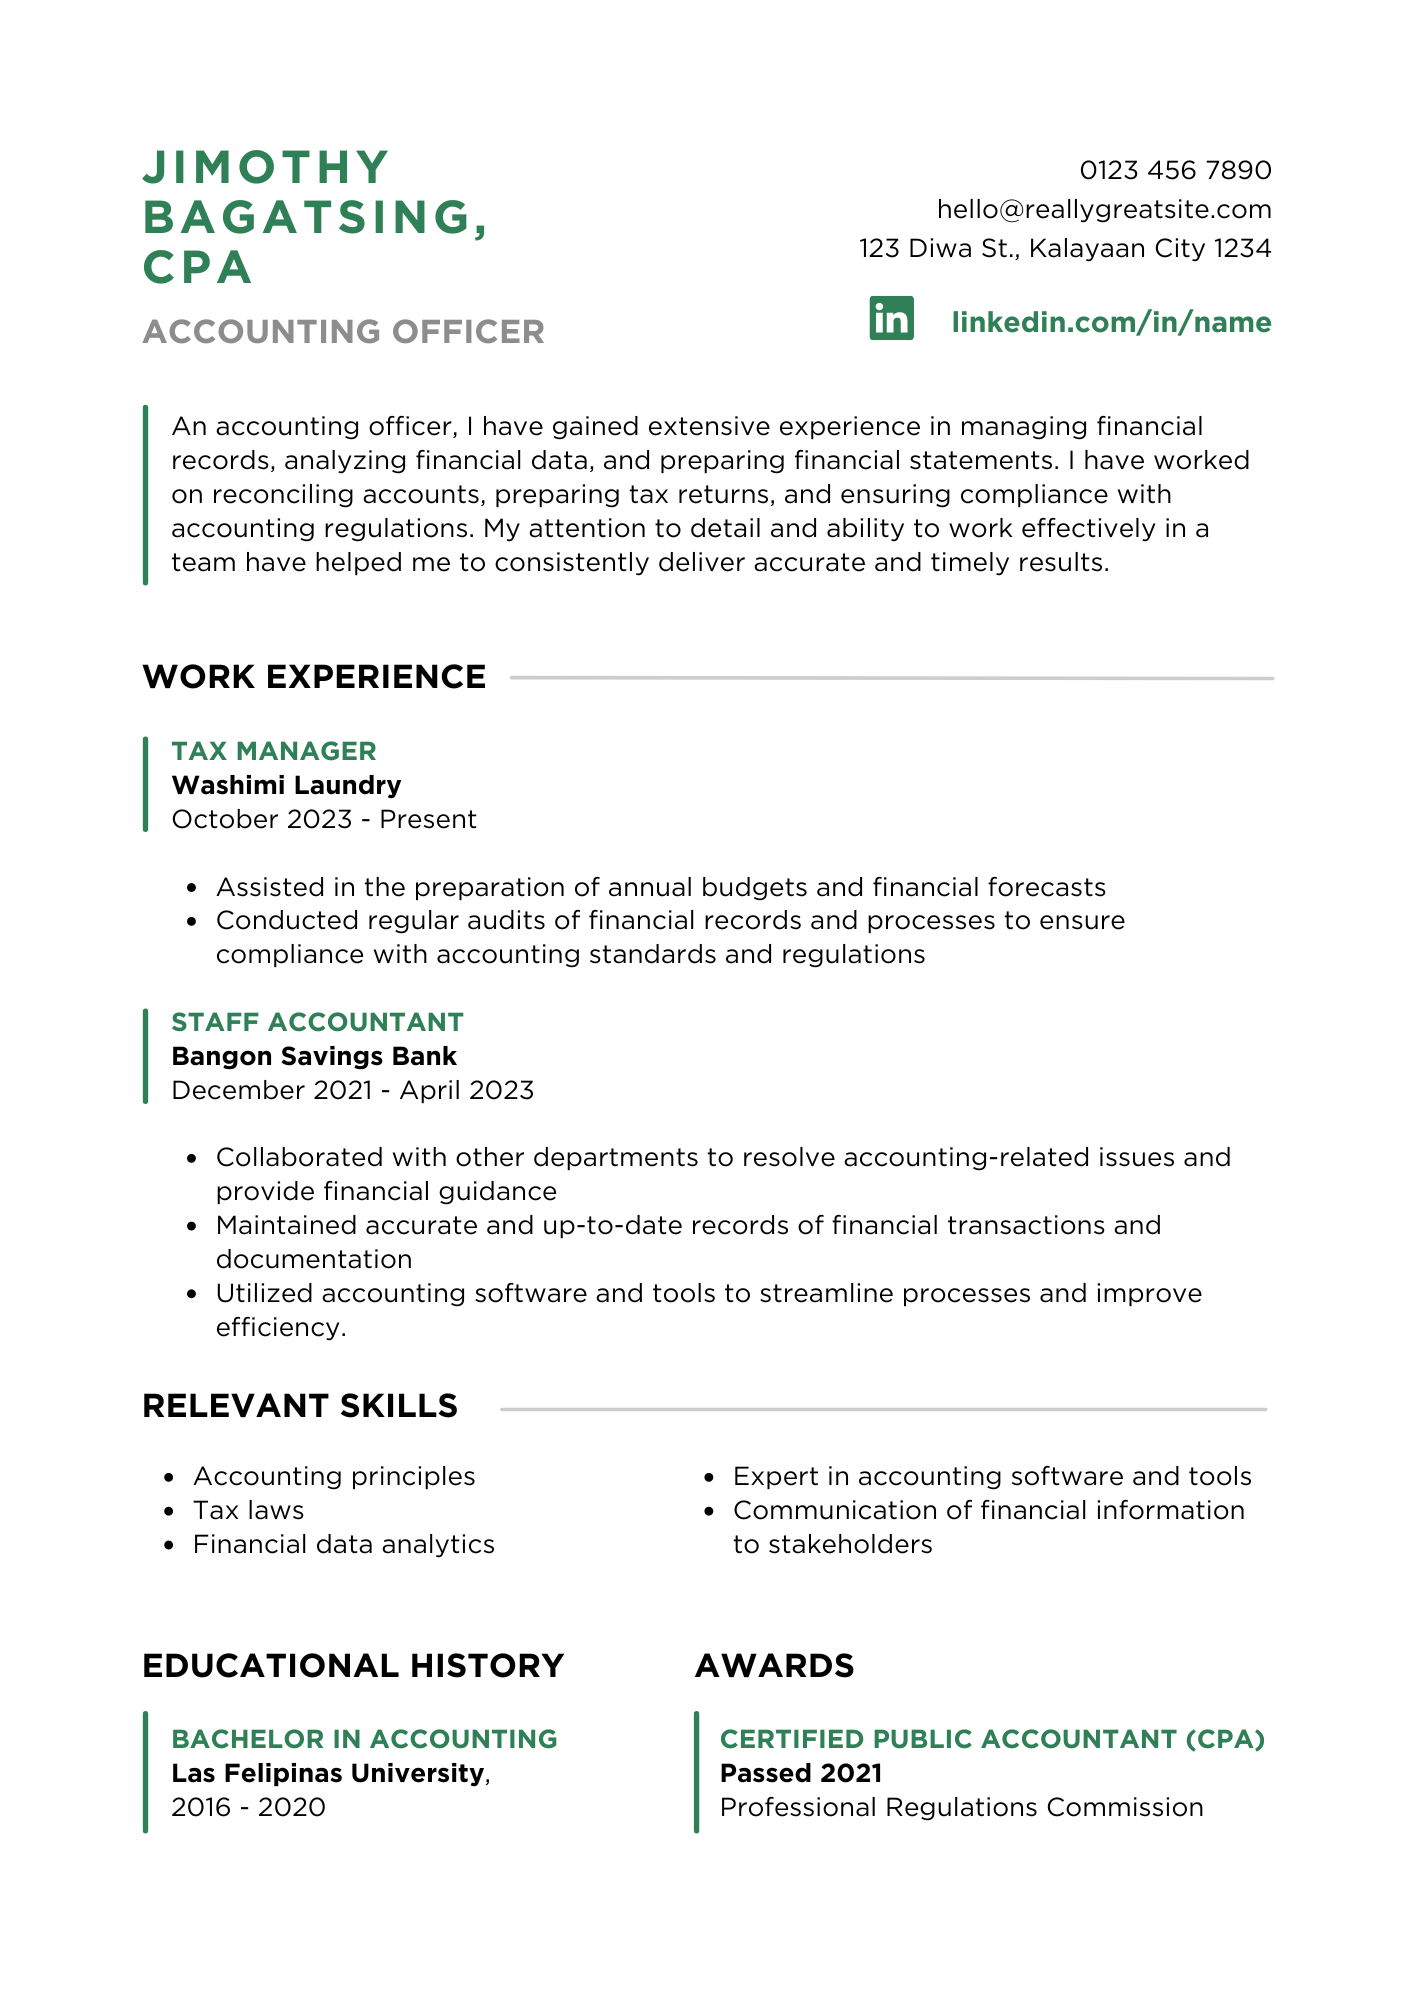 JIMOTHY
BAGATSING,
CPA
ACCOUNTING OFFICER
0123 456 7890
hello@reallygreatsite.com
123 Diwa St., Kalayaan City 1234
in
linkedin.com/in/name
An accounting officer, I have gained extensive experience in managing financial
records, analyzing financial data, and preparing financial statements. I have worked
on reconciling accounts, preparing tax returns, and ensuring compliance with
accounting regulations. My attention to detail and ability to work effectively in a
team have helped me to consistently deliver accurate and timely results.
WORK EXPERIENCE
TAX MANAGER
Washimi Laundry
October 2023 - Present
• Assisted in the preparation of annual budgets and financial forecasts
• Conducted regular audits of financial records and processes to ensure
compliance with accounting standards and regulations
STAFF ACCOUNTANT
Bangon Savings Bank
December 2021 - April 2023
• Collaborated with other departments to resolve accounting-related issues and
provide financial guidance
• Maintained accurate and up-to-date records of financial transactions and
documentation
• Utilized accounting software and tools to streamline processes and improve
efficiency.
RELEVANT SKILLS
• Accounting principles
• Tax laws
• Financial data analytics
• Expert in accounting software and tools
• Communication of financial information
to stakeholders
EDUCATIONAL HISTORY
BACHELOR IN ACCOUNTING
Las Felipinas University,
2016 - 2020
AWARDS
CERTIFIED PUBLIC ACCOUNTANT (CPA)
Passed 2021
Professional Regulations Commission